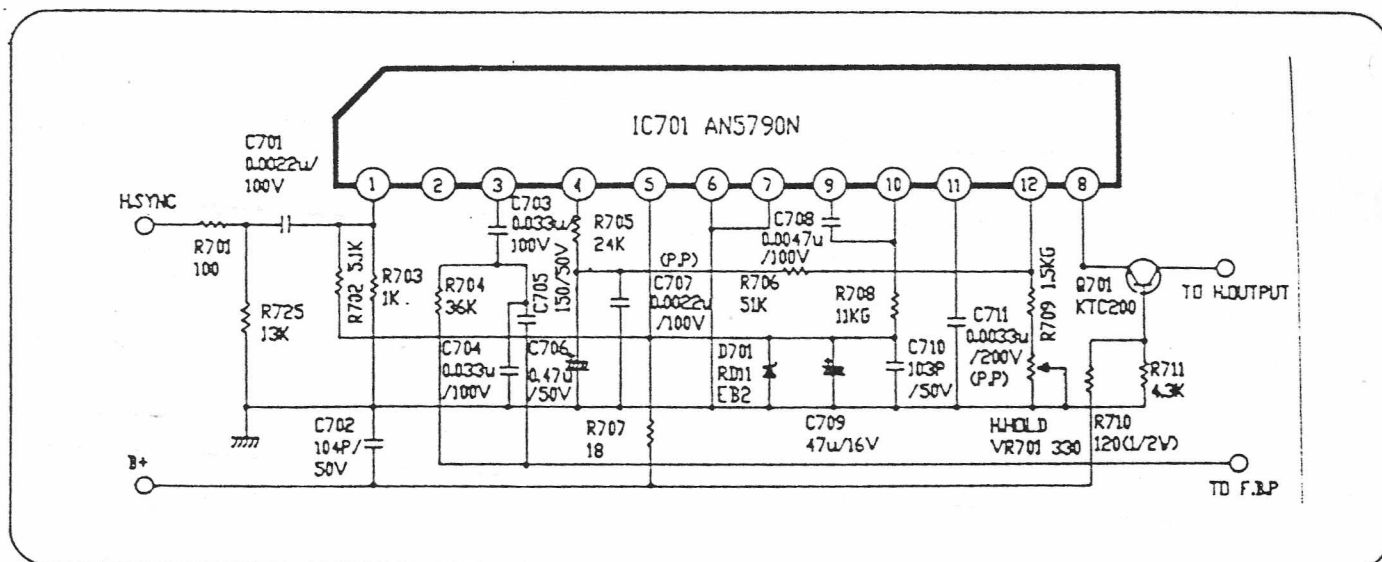 IC701 AN5790N
1
2
3
4
5
6
7
9
10
11
12
8
C701
0.0022u/
100V
H.SYNC
R701
100
R725
13K
R702 5.1K
R703
1K.
C702
104P/
50V
B+
C703
0.033u/
100V
R704
36K
C704
0.033u
/100V
C705
150/50V
C706
0.47u
/50V
R705
24K
(P.P)
C707
0.0022u
/100V
R706
51K
R707
18
D701
RD11
EB2
C708
0.0047u
/100V
R708
11KG
C709
47u/16V
C710
103P
/50V
C711
0.0033u
/200V
(P.P)
R709 1.5KG
H.HOLD
VR701 330
Q701
KTC200
TO H.OUTPUT
R711
4.3K
R710
120(1/2W)
TO F.B.P